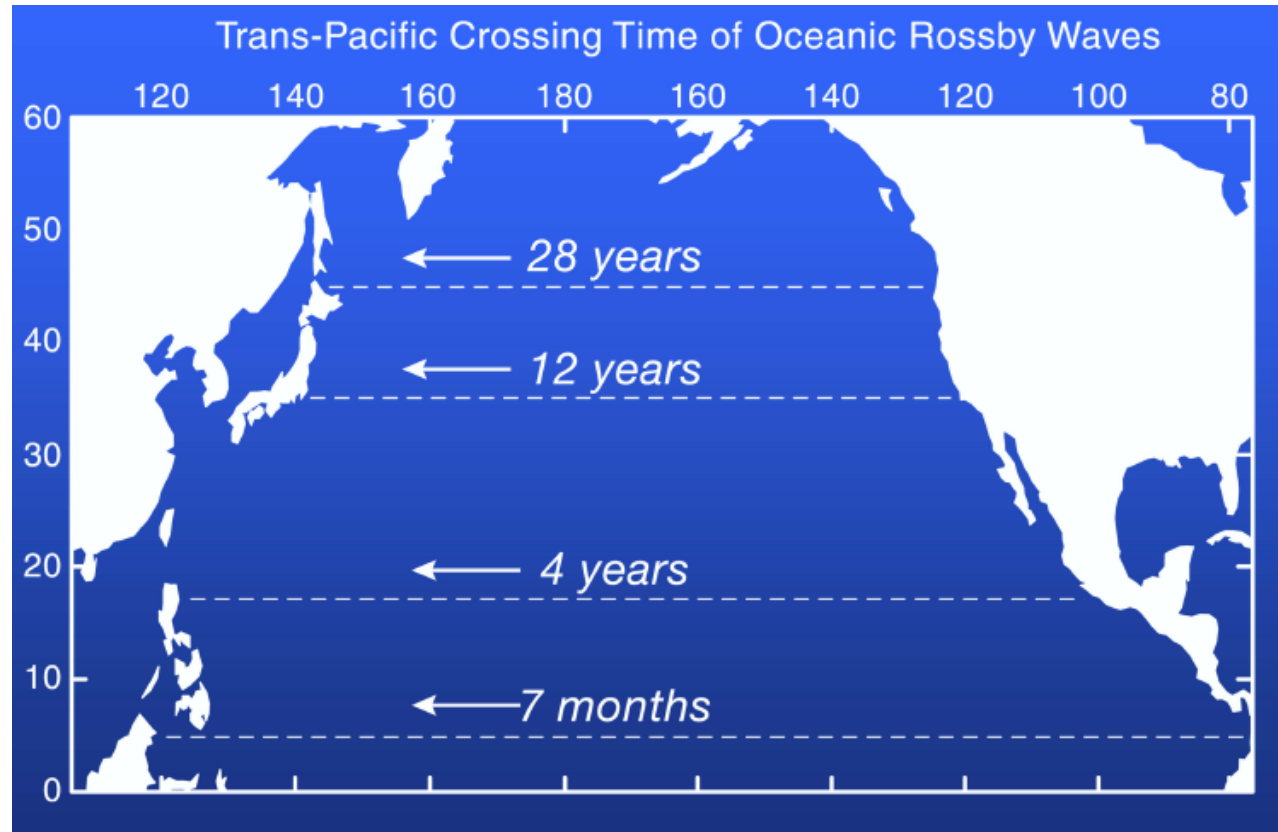 Trans-Pacific Crossing Time of Oceanic Rossby Waves
120 140 160 180 160 140 120 100 80
60
50
28 years
40
12 years
30
20
4 years
10
7 months
0